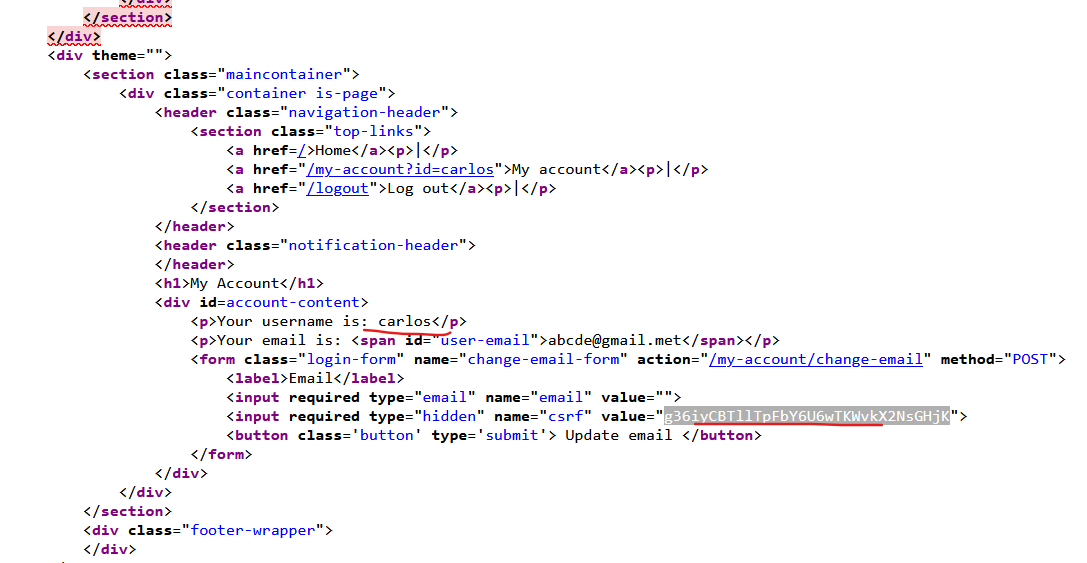 </div>
</section>
</div>
<div theme="">
<section class="maincontainer">
<div class="container is-page">
<header class="navigation-header">
<section class="top-links">
<a href=/>Home</a><p>|</p>
<a href="/my-account?id=carlos">My account</a><p>|</p>
<a href="/logout">Log out</a><p>|</p>
</section>
</header>
<header class="notification-header">
</header>
<h1>My Account</h1>
<div id=account-content>
<p>Your username is: carlos</p>
<p>Your email is: <span id="user-email">abcde@gmail.met</span></p>
<form class="login-form" name="change-email-form" action="/my-account/change-email" method="POST">
<label>Email</label>
<input required type="email" name="email" value="">
<input required type="hidden" name="csrf" value="g36iyCBTllTpFbY6U6wTKWvkX2NsGHjK">
<button class='button' type='submit'> Update email </button>
</form>
</div>
</div>
</section>
<div class="footer-wrapper">
</div>